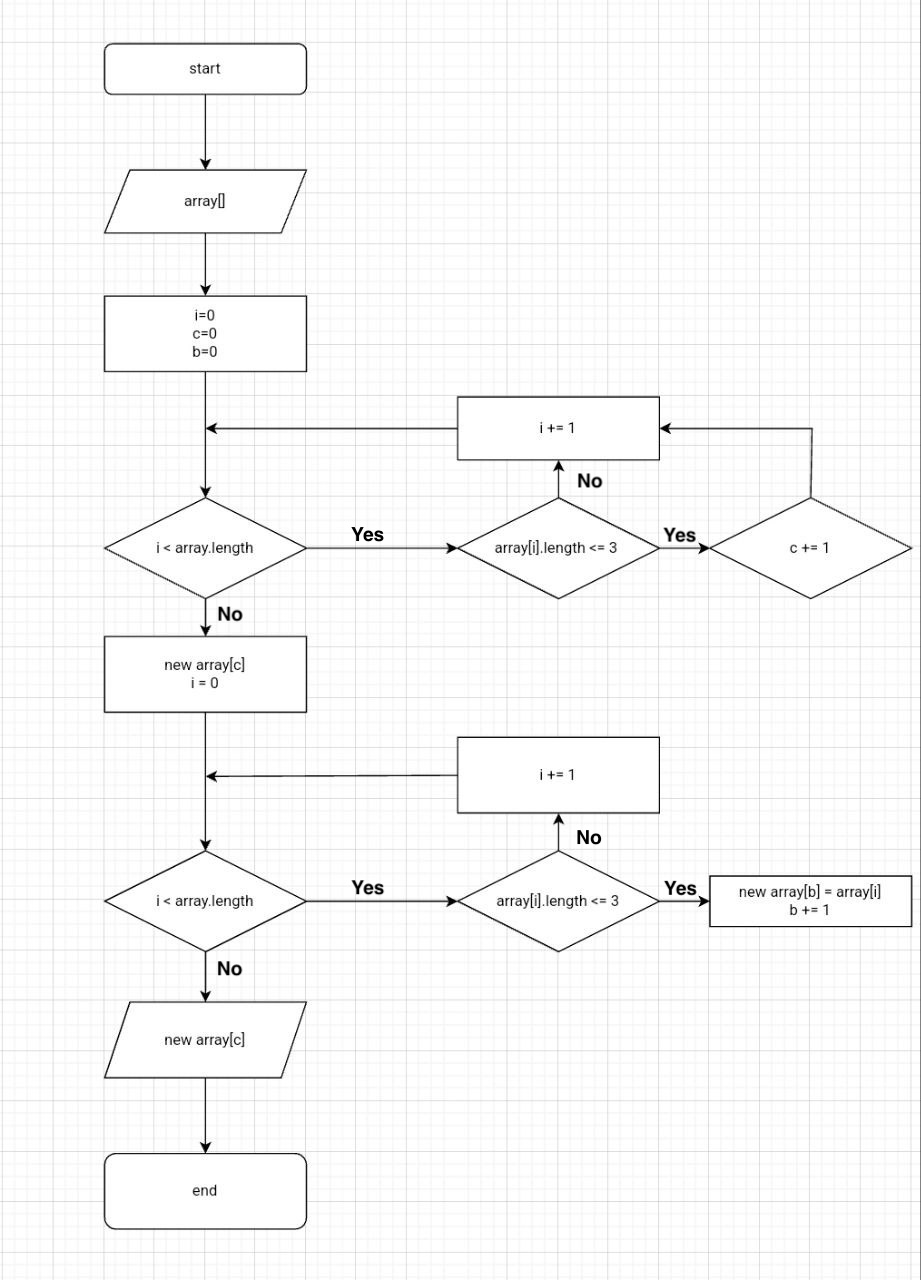 start
array[]
i=0
c=0
b=0
i += 1
No
i < array.length
Yes
array[i].length <= 3
Yes
c += 1
No
new array[c]
i = 0
i += 1
No
i < array.length
Yes
array[i].length <= 3
Yes
new array[b] = array[i]
b += 1
No
new array[c]
end